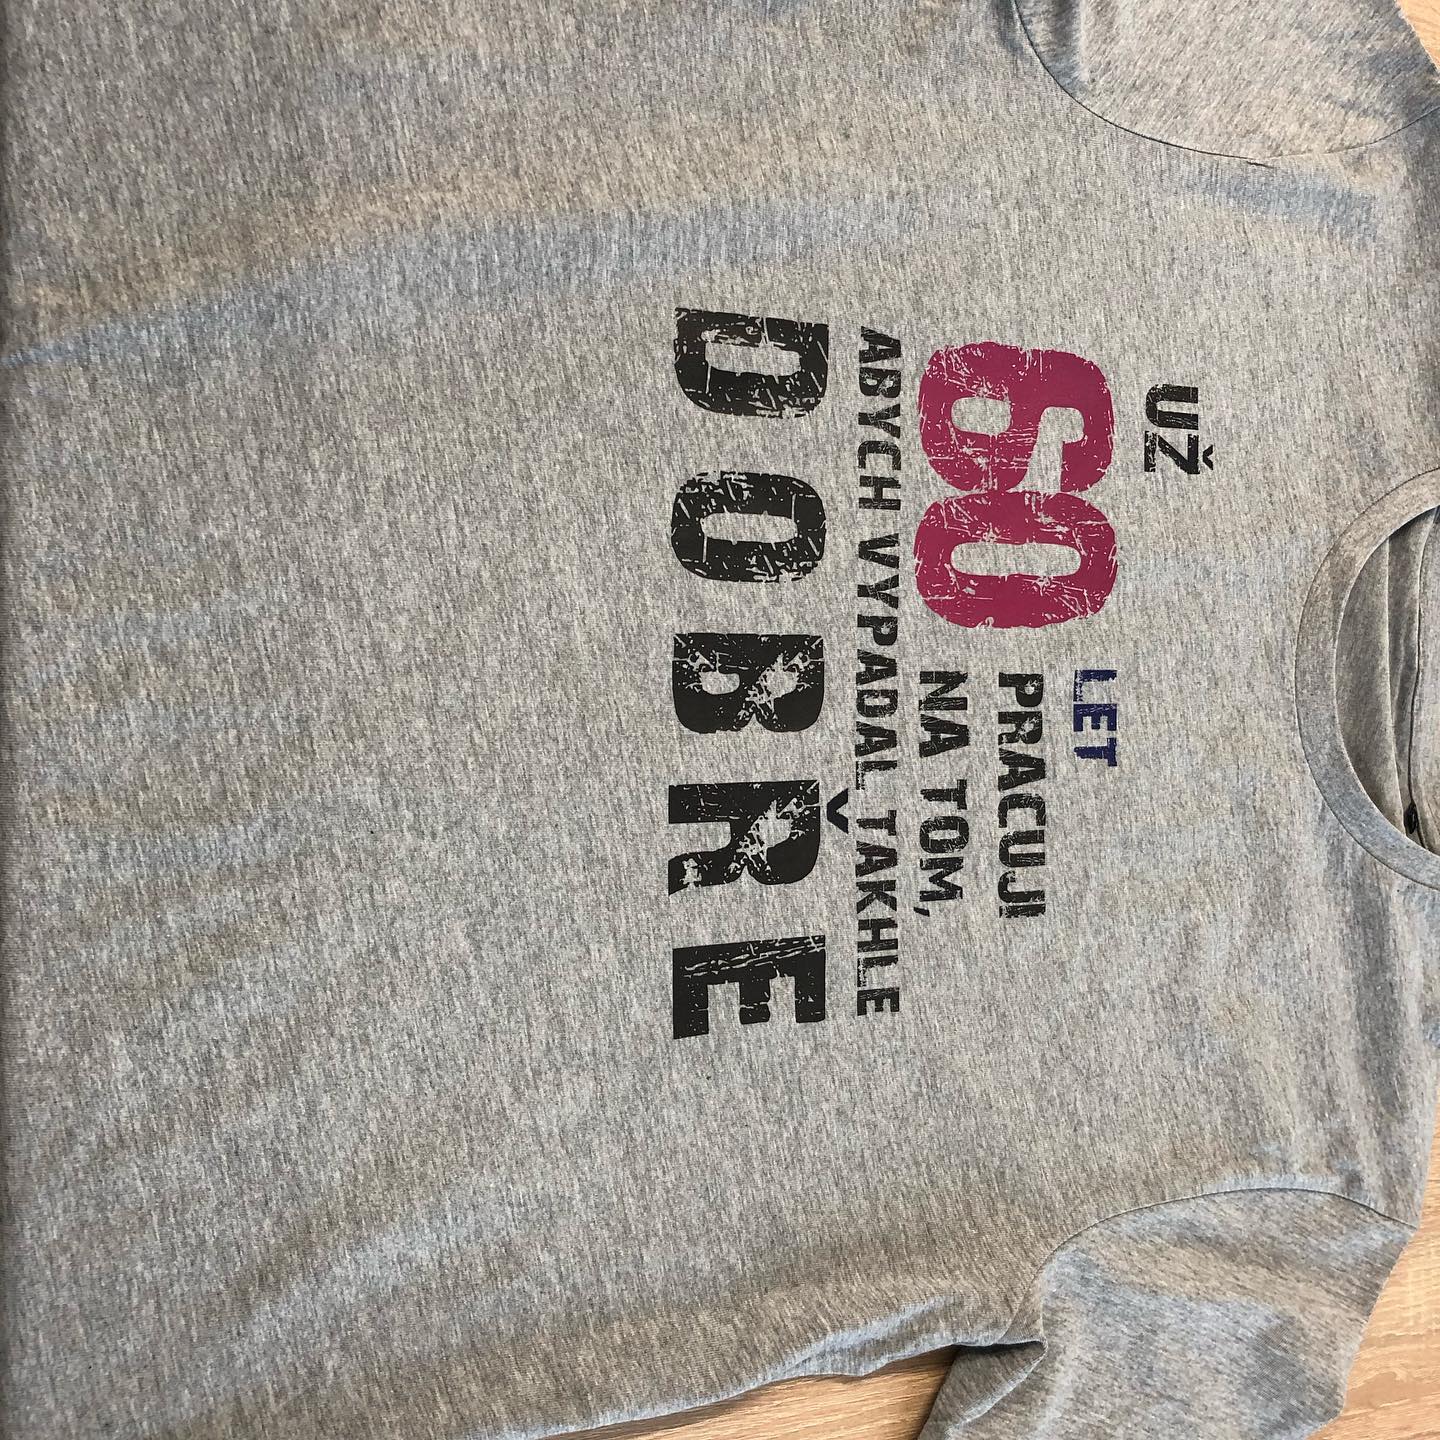 UŽ
60 LET
PRACUJI
NA TOM,
ABYCH VYPADAL TAKHLE
DOBŘE